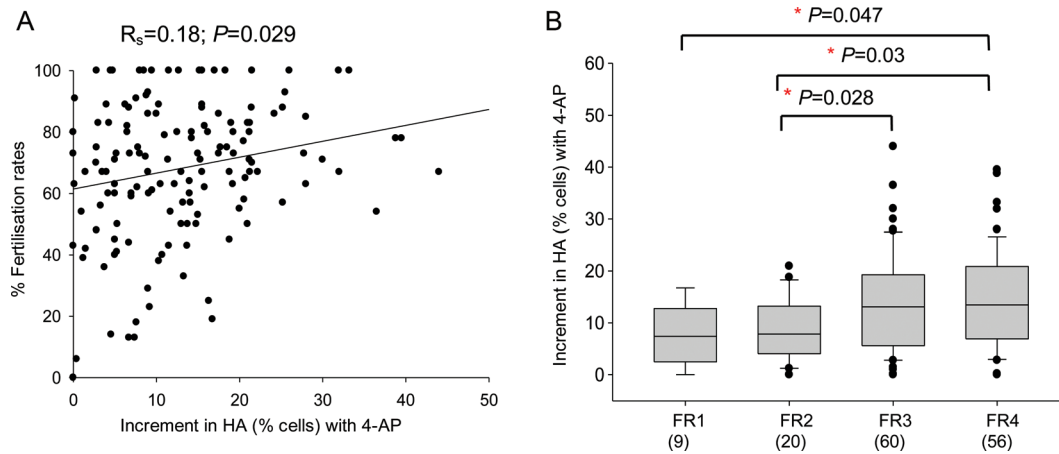 A
Rs=0.18; P=0.029
% Fertilisation rates
100
80
60
40
20
0
0 10 20 30 40 50
Increment in HA (% cells) with 4-AP
B
* P=0.047
* P=0.03
* P=0.028
Increment in HA (% cells) with 4-AP
60
50
40
30
20
10
0
FR1 FR2 FR3 FR4
(9) (20) (60) (56)